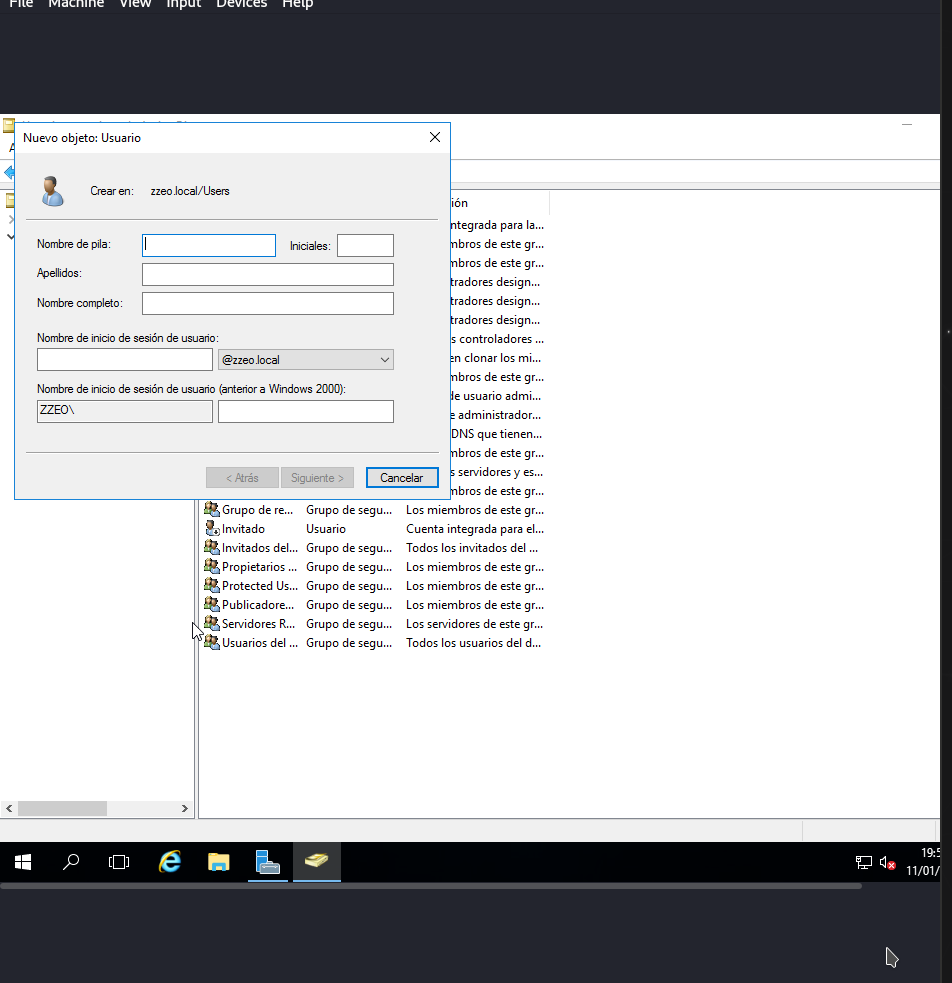 File Machine View Input Devices Help
Nuevo objeto: Usuario
Crear en: zzeo.local/Users
Nombre de pila:
Iniciales:
Apellidos:
Nombre completo:
Nombre de inicio de sesión de usuario:
@zzeo.local
Nombre de inicio de sesión de usuario (anterior a Windows 2000):
ZZEO\
< Atrás Siguiente > Cancelar
ión
ntegrada para la...
mbros de este gr...
mbros de este gr...
tradores design...
tradores design...
tradores design...
s controladores ...
en clonar los mi...
mbros de este gr...
de usuario admi...
e administrador...
DNS que tienen...
mbros de este gr...
s servidores y es...
mbros de este gr...
Grupo de re... Grupo de segu... Los miembros de este gr...
Invitado Usuario Cuenta integrada para el...
Invitados del... Grupo de segu... Todos los invitados del ...
Propietarios ... Grupo de segu... Los miembros de este gr...
Protected Us... Grupo de segu... Los miembros de este gr...
Publicadore... Grupo de segu... Los miembros de este gr...
Servidores R... Grupo de segu... Los servidores de este gr...
Usuarios del ... Grupo de segu... Todos los usuarios del d...
19:5
11/01/